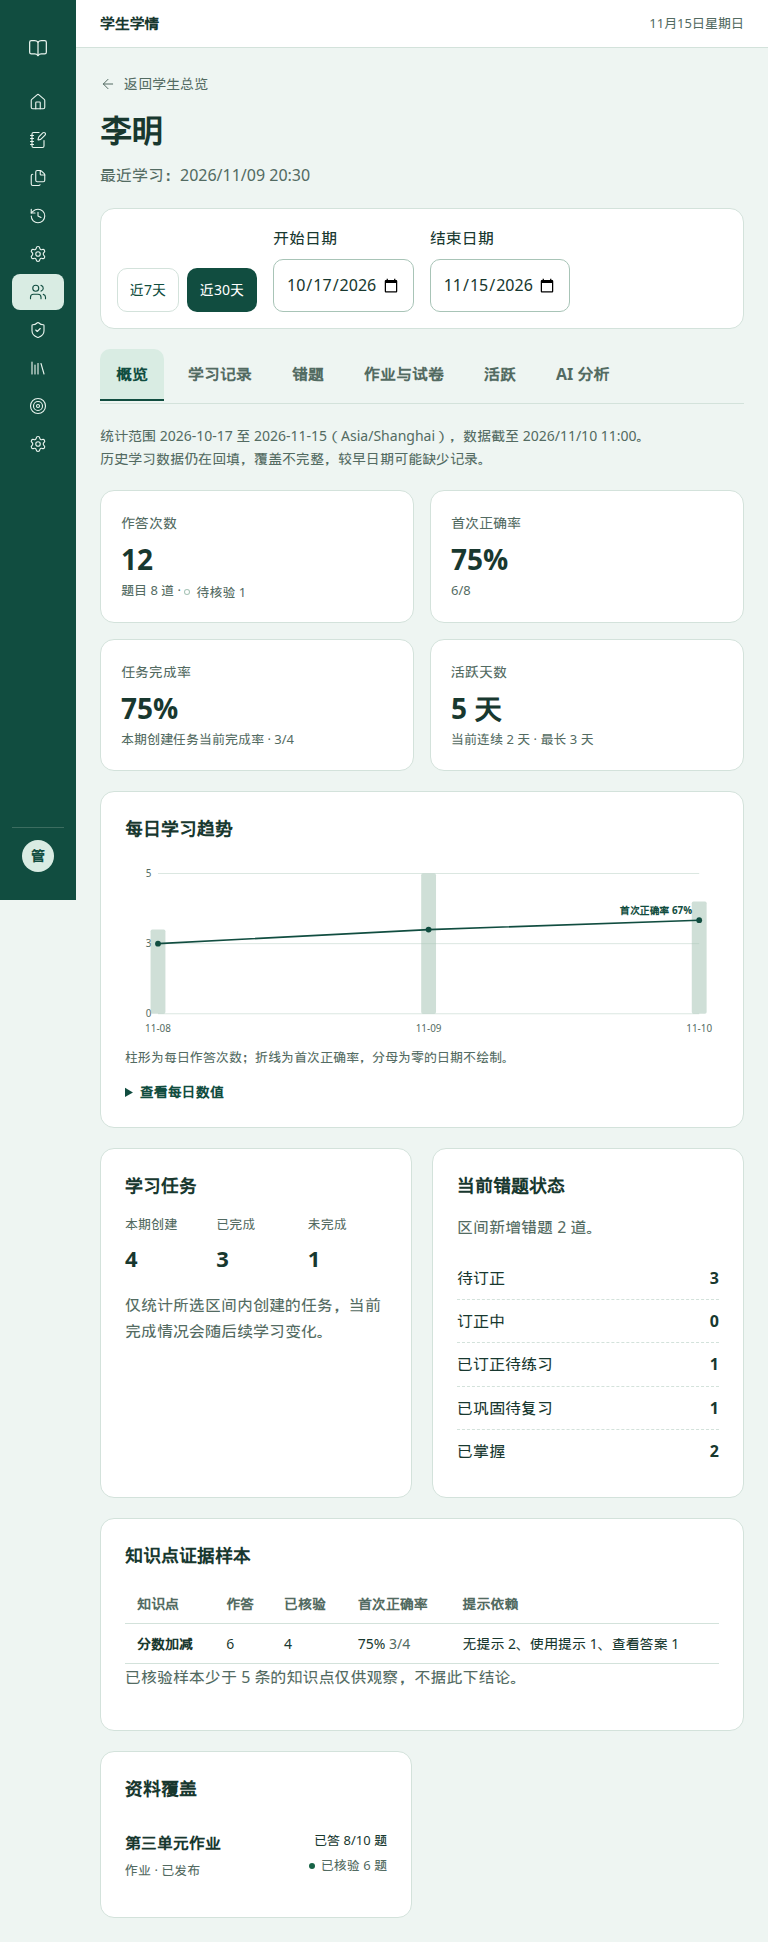 学生学情
11月15日星期日
返回学生总览
李明
最近学习：2026/11/09 20:30
近7天
近30天
开始日期
10/17/2026
结束日期
11/15/2026
概览
学习记录
错题
作业与试卷
活跃
AI 分析
统计范围 2026-10-17 至 2026-11-15（Asia/Shanghai），数据截至 2026/11/10 11:00。
历史学习数据仍在回填，覆盖不完整，较早日期可能缺少记录。
作答次数
12
题目 8 道 · 待核验 1
首次正确率
75%
6/8
任务完成率
75%
本期创建任务当前完成率 · 3/4
活跃天数
5 天
当前连续 2 天 · 最长 3 天
管
每日学习趋势
5
首次正确率 67%
3
0
11-08
11-09
11-10
柱形为每日作答次数；折线为首次正确率，分母为零的日期不绘制。
查看每日数值
学习任务
本期创建
已完成
未完成
4
3
1
仅统计所选区间内创建的任务，当前
完成情况会随后续学习变化。
当前错题状态
区间新增错题 2 道。
待订正 3
订正中 0
已订正待练习 1
已巩固待复习 1
已掌握 2
知识点证据样本
知识点 作答 已核验 首次正确率 提示依赖
分数加减 6 4 75% 3/4 无提示 2、使用提示 1、查看答案 1
已核验样本少于 5 条的知识点仅供观察，不据此下结论。
资料覆盖
第三单元作业
作业 · 已发布
已答 8/10 题
已核验 6 题